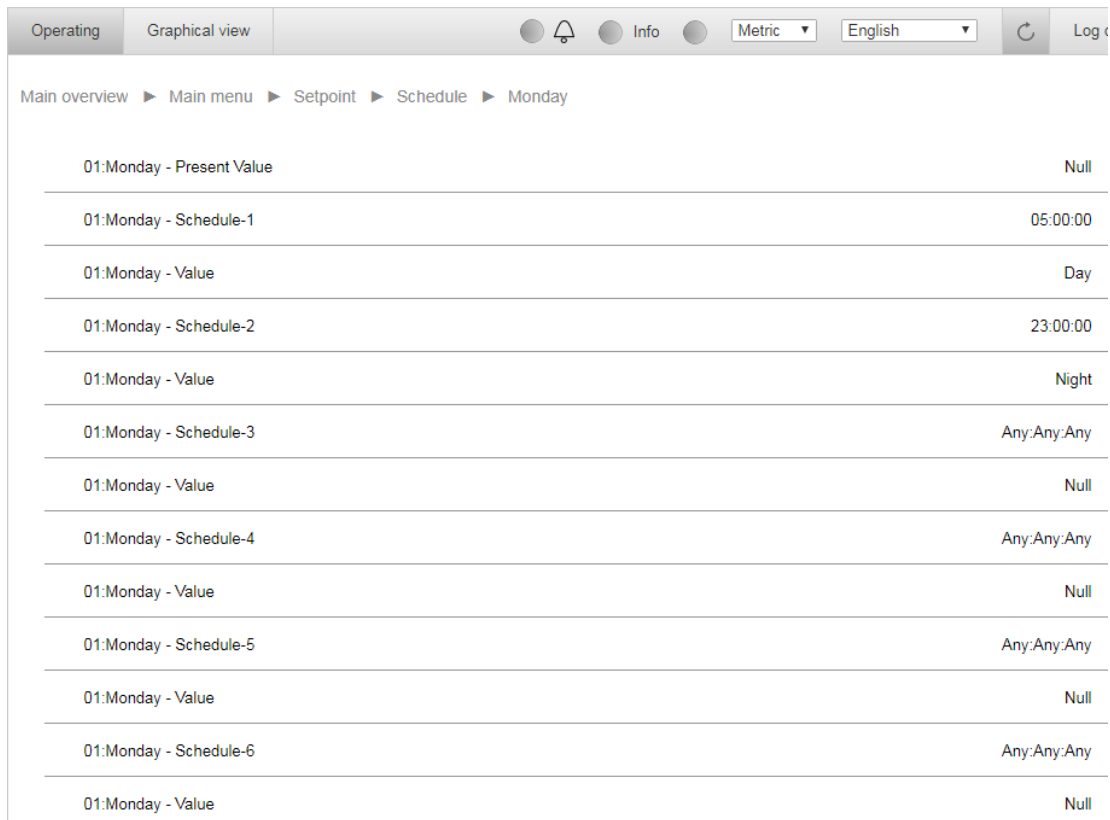 Operating Graphical view Info Metric English Log
Main overview ► Main menu ► Setpoint ► Schedule ► Monday
01:Monday - Present Value Null
01:Monday - Schedule-1 05:00:00
01:Monday - Value Day
01:Monday - Schedule-2 23:00:00
01:Monday - Value Night
01:Monday - Schedule-3 Any:Any:Any
01:Monday - Value Null
01:Monday - Schedule-4 Any:Any:Any
01:Monday - Value Null
01:Monday - Schedule-5 Any:Any:Any
01:Monday - Value Null
01:Monday - Schedule-6 Any:Any:Any
01:Monday - Value Null